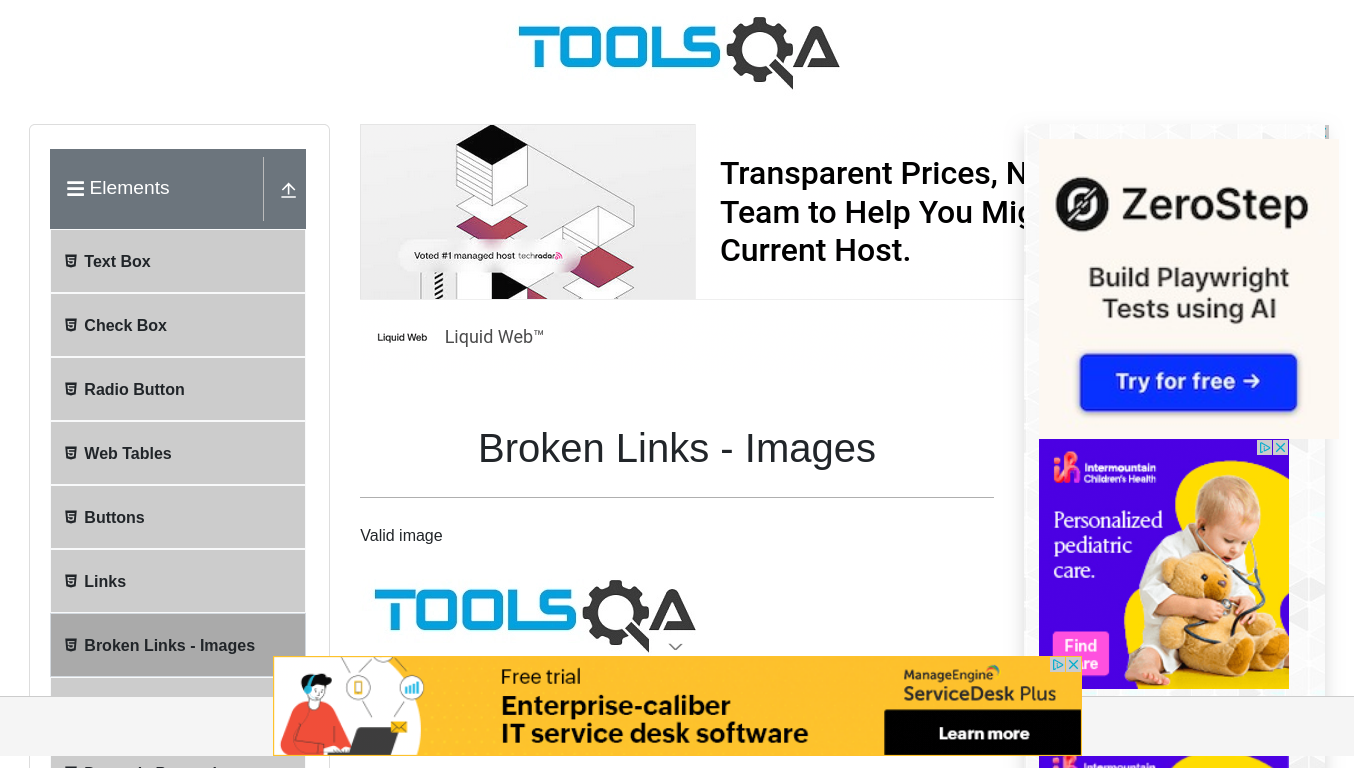 TOOLSQA
Elements
Text Box
Check Box
Radio Button
Web Tables
Buttons
Links
Broken Links - Images
Voted #1 managed host techradar
Transparent Prices, N
Team to Help You Mig
Current Host.
Liquid Web
Liquid Web™
Broken Links - Images
Valid image
TOOLSQA
ZeroStep
Build Playwright
Tests using AI
Try for free →
Intermountain
Children's Health
Personalized
pediatric
care.
Find
Free trial
Enterprise-caliber
IT service desk software
ManageEngine
ServiceDesk Plus
Learn more